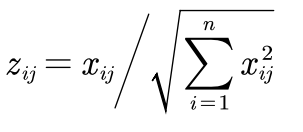 z_{ij} = x_{ij} / \sqrt{\sum_{i=1}^{n} x_{ij}^{2}}